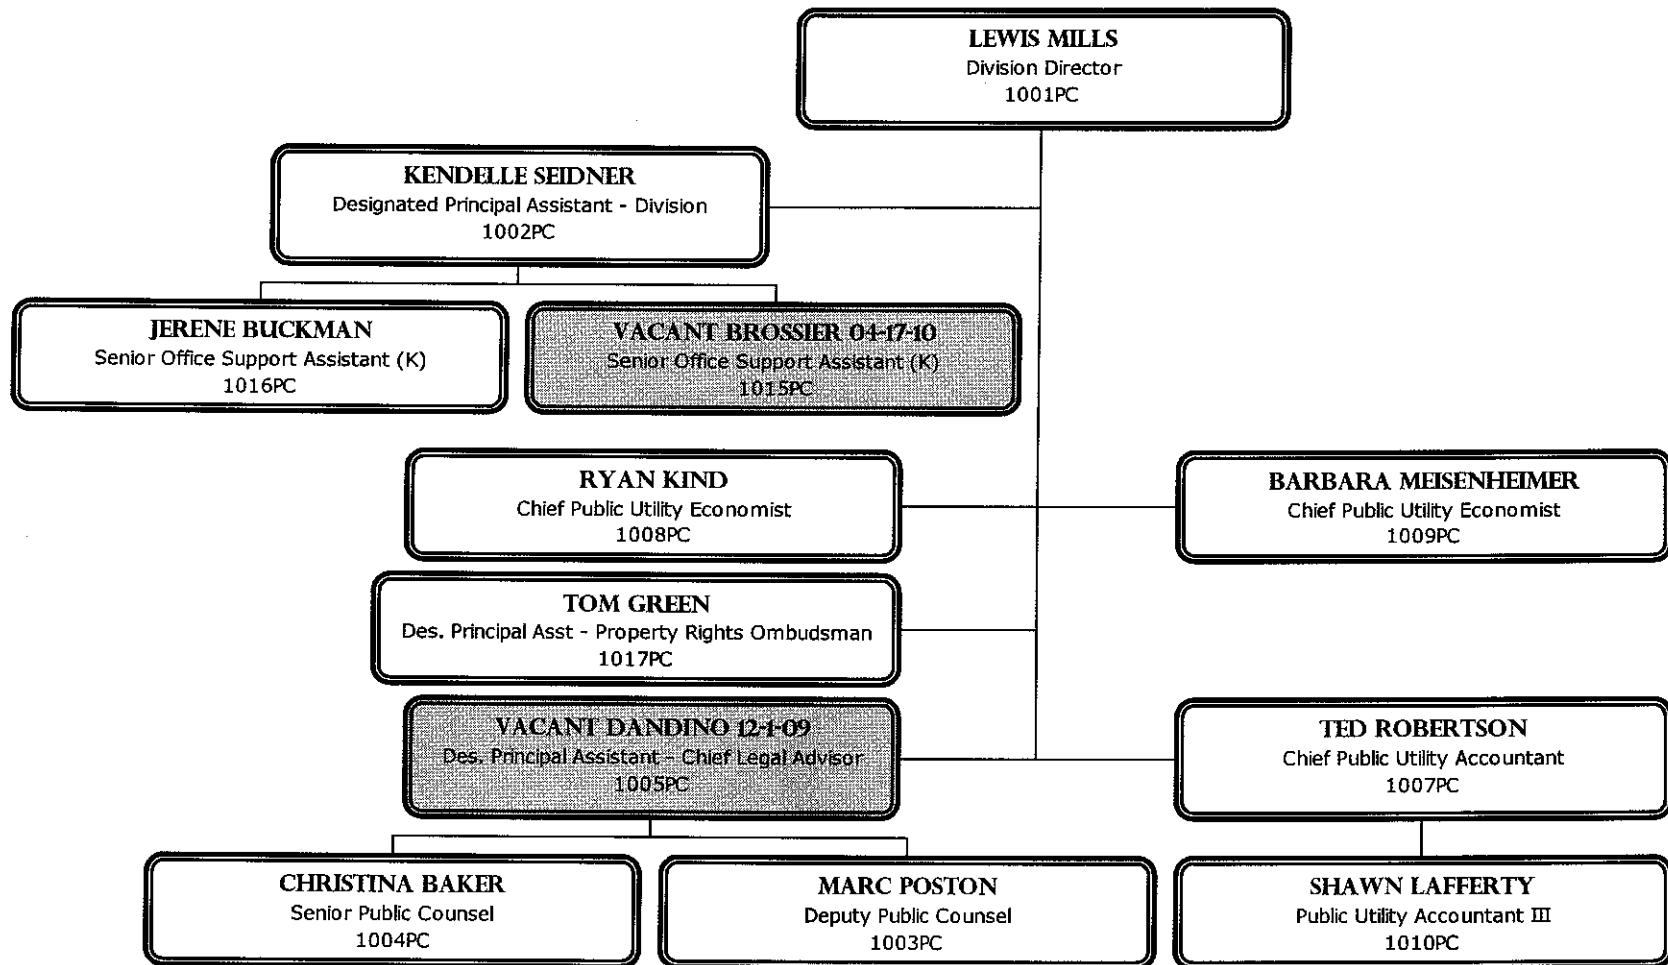 LEWIS MILLS
Division Director
1001PC
KENDELLE SEIDNER
Designated Principal Assistant - Division
1002PC
JERENE BUCKMAN
Senior Office Support Assistant (K)
1016PC
VACANT BROSSIER 04-17-10
Senior Office Support Assistant (K)
1015PC
RYAN KIND
Chief Public Utility Economist
1008PC
BARBARA MEISENHEIMER
Chief Public Utility Economist
1009PC
TOM GREEN
Des. Principal Asst - Property Rights Ombudsman
1017PC
VACANT DANDINO 12-1-09
Des. Principal Assistant - Chief Legal Advisor
1005PC
TED ROBERTSON
Chief Public Utility Accountant
1007PC
CHRISTINA BAKER
Senior Public Counsel
1004PC
MARC POSTON
Deputy Public Counsel
1003PC
SHAWN LAFFERTY
Public Utility Accountant III
1010PC